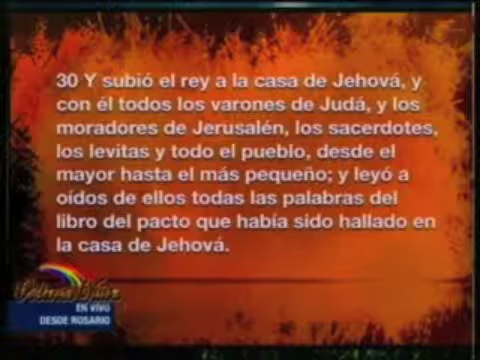 30 Y subió el rey a la casa de Jehová, y
con él todos los varones de Judá, y los
moradores de Jerusalén, los sacerdotes,
los levitas y todo el pueblo, desde el
mayor hasta el más pequeño; y leyó a
oídos de ellos todas las palabras del
libro del pacto que había sido hallado en
la casa de Jehová.
EN VIVO
DESDE ROSARIO